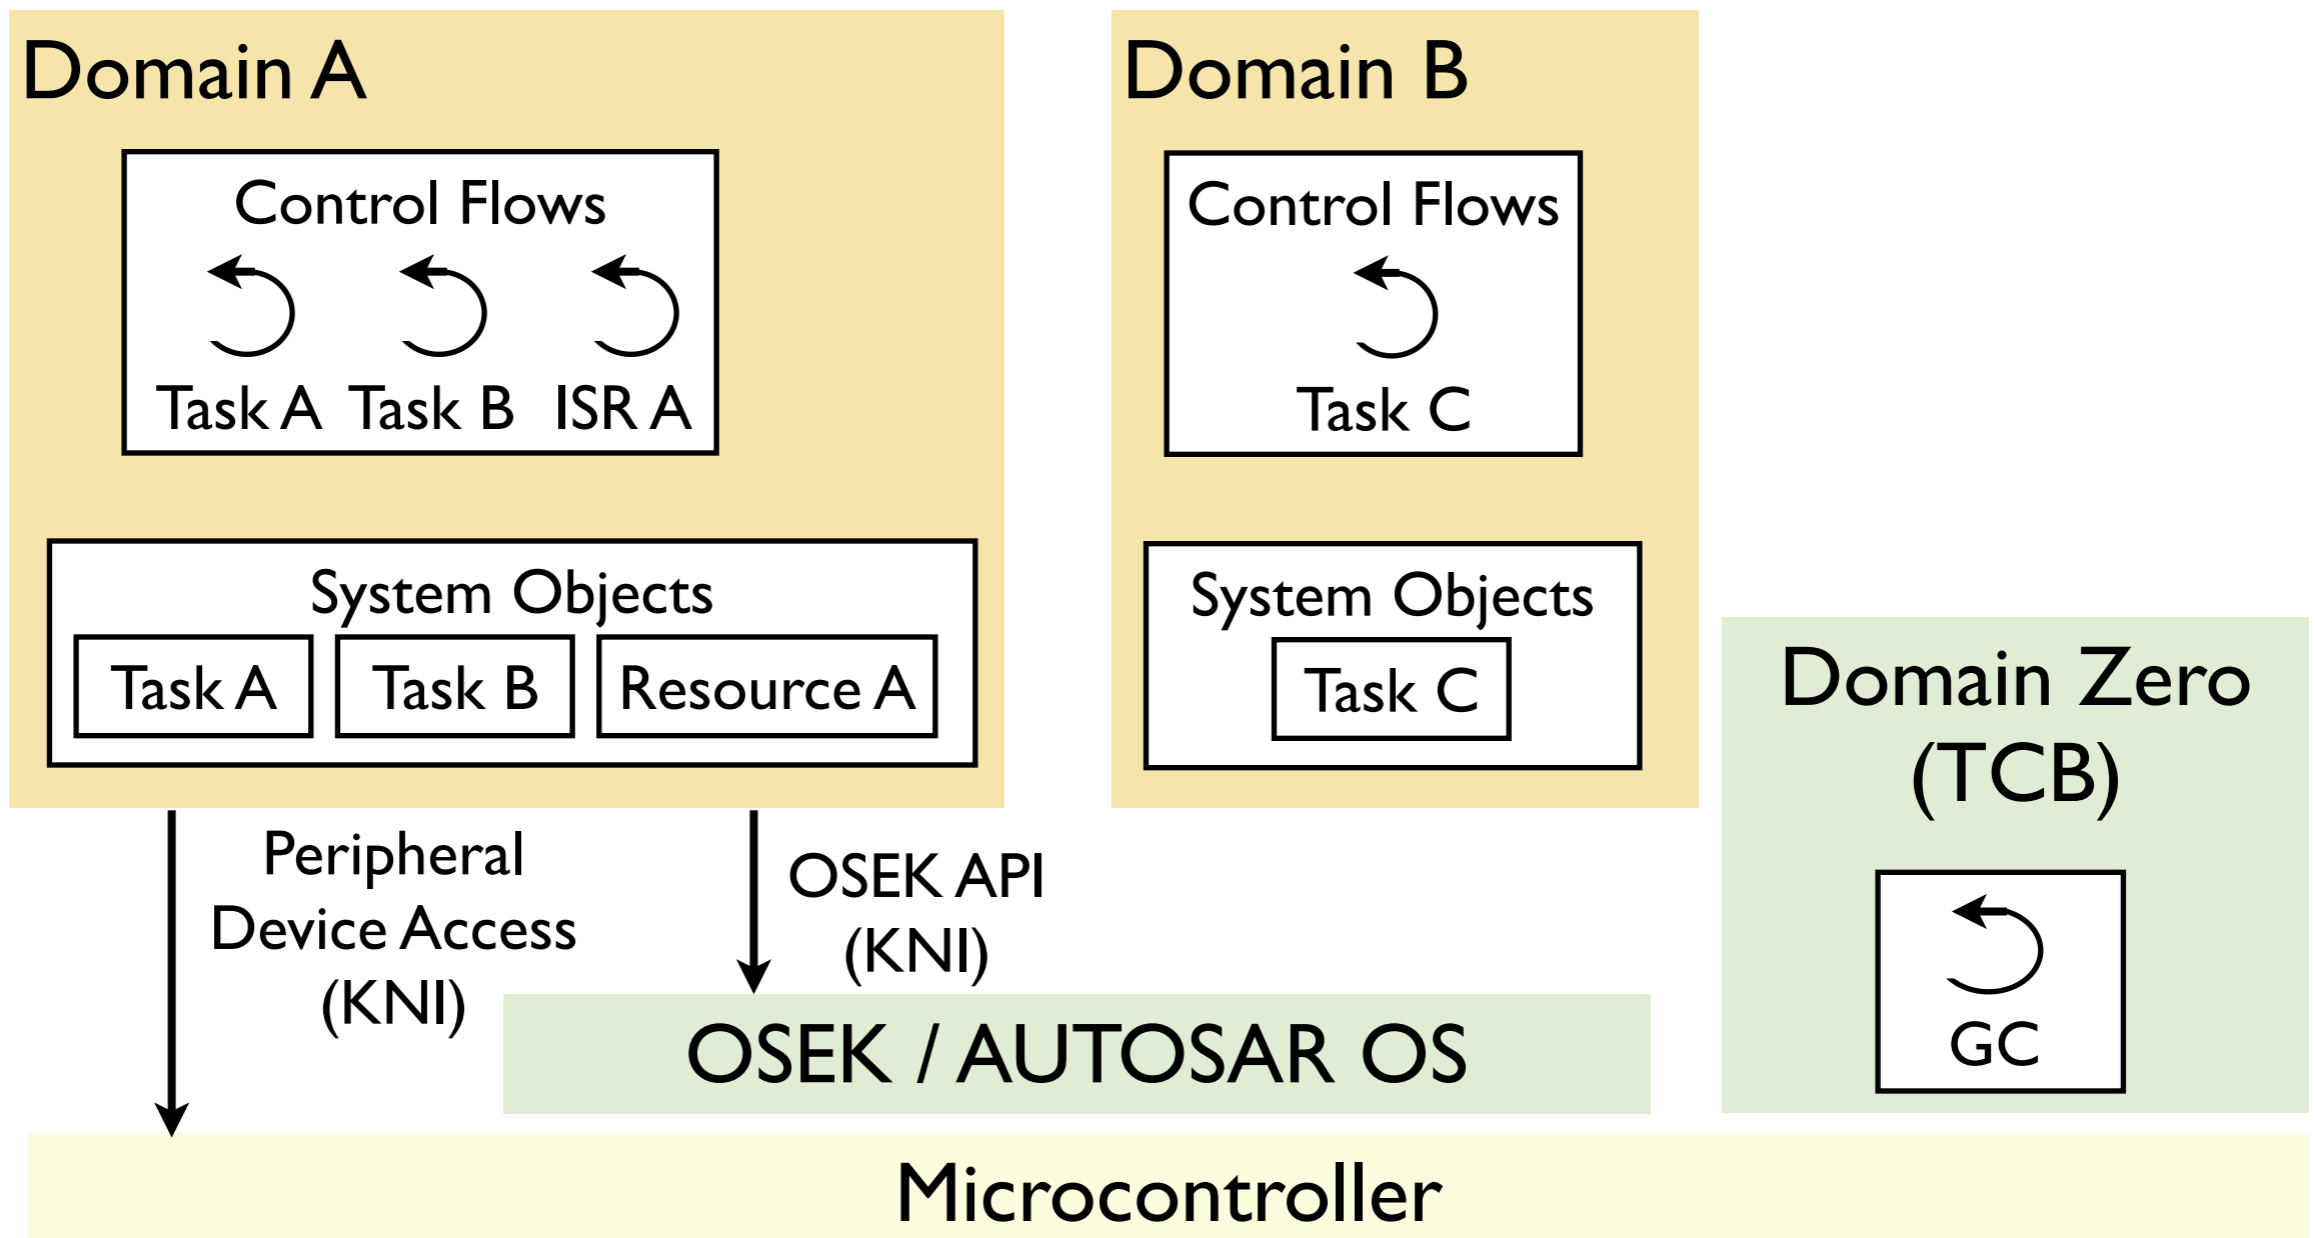 Domain A
Control Flows
Task A Task B ISR A
System Objects
Task A Task B Resource A
Domain B
Control Flows
Task C
System Objects
Task C
Domain Zero
(TCB)
GC
Peripheral
Device Access
(KNI)
OSEK API
(KNI)
OSEK / AUTOSAR OS
Microcontroller